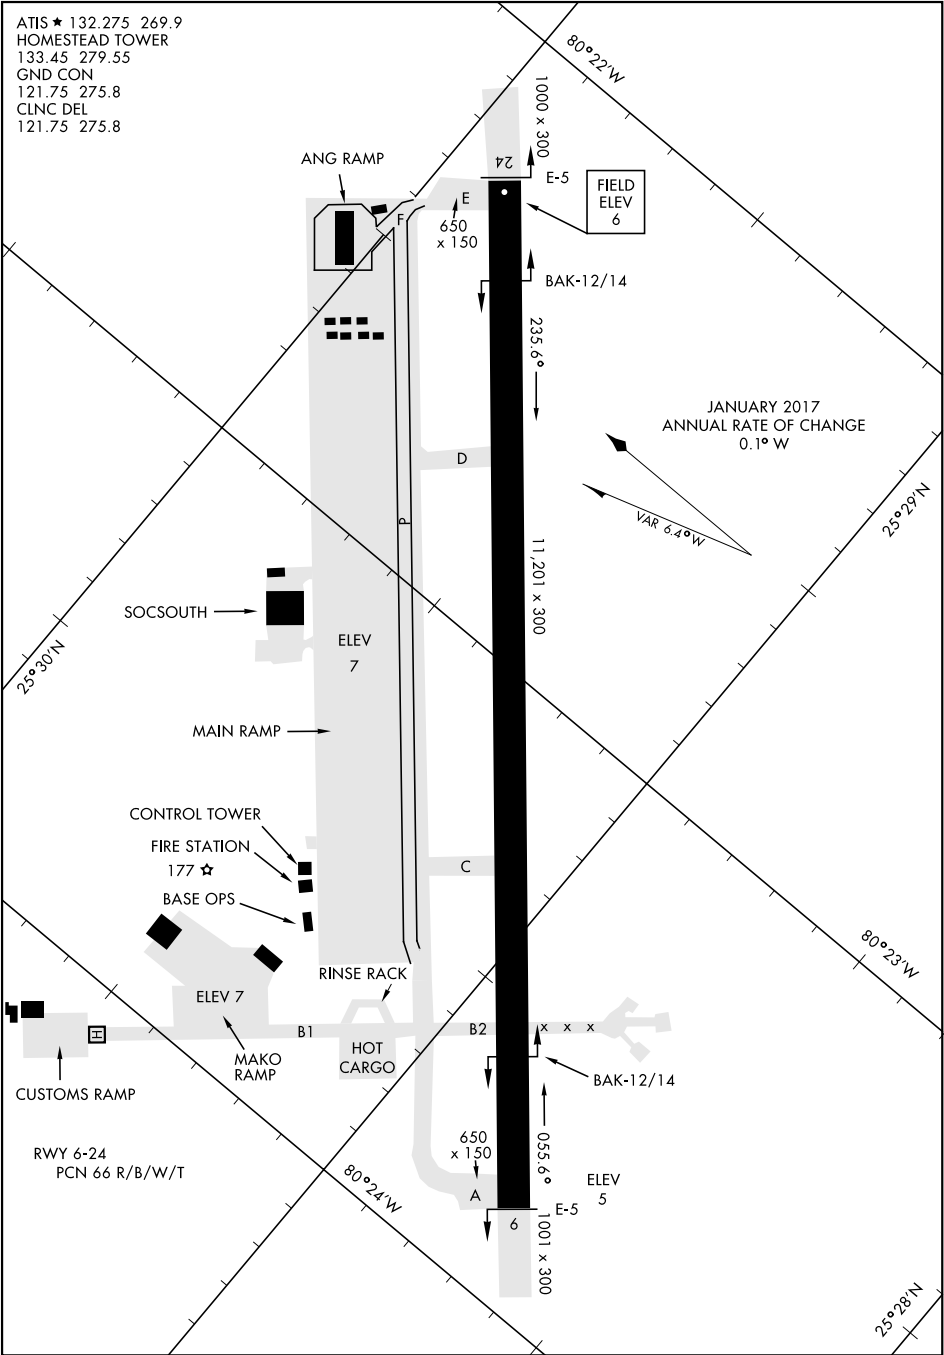 ATIS ★ 132.275 269.9
HOMESTEAD TOWER
133.45 279.55
GND CON
121.75 275.8
CLNC DEL
121.75 275.8
80°22'W
1000 x 300
ANG RAMP
24
E-5
FIELD
ELEV
6
E
F
650
x 150
BAK-12/14
235.6°
JANUARY 2017
ANNUAL RATE OF CHANGE
0.1° W
D
VAR 6.4° W
25°29'N
P
11,201 x 300
SOCSOUTH
ELEV
7
25°30'N
MAIN RAMP
CONTROL TOWER
FIRE STATION
177 ☆
BASE OPS
C
80°23'W
RINSE RACK
ELEV 7
B1
B2
x x x
H
HOT
CARGO
MAKO
RAMP
BAK-12/14
CUSTOMS RAMP
RWY 6-24
PCN 66 R/B/W/T
650
x 150
055.6°
80°24'W
A
ELEV
5
E-5
6
1001 x 300
25°28'N